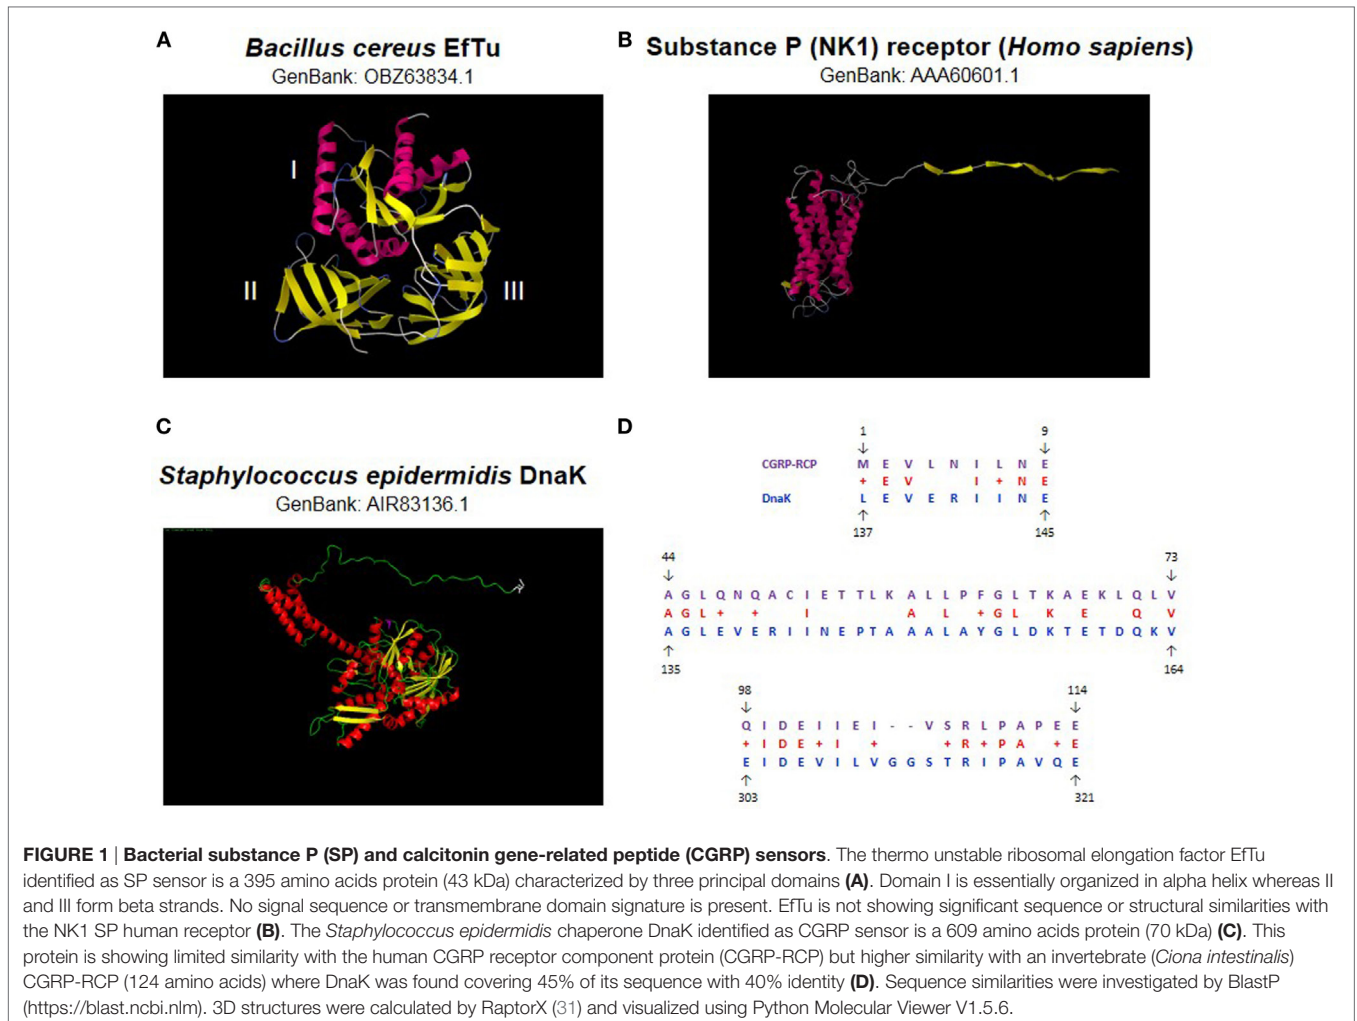 A
Bacillus cereus EfTu
GenBank: OBZ63834.1
I
II
III
B
Substance P (NK1) receptor (Homo sapiens)
GenBank: AAA60601.1
C
Staphylococcus epidermidis DnaK
GenBank: AIR83136.1
D
1 9
↓ ↓
CGRP-RCP M E V L N I L N E
+ E V I + N E
DnaK L E V E R I I N E
↑ ↑
137 145
44 73
↓ ↓
A G L Q N Q A C I E T T L K A L L P F G L T K A E K L Q L V
A G L + + I A L + G L K E Q V
A G L E V E R I I N E P T A A A L A Y G L D K T E T D Q K V
↑ ↑
135 164
98 114
↓ ↓
Q I D E I I E I - - V S R L P A P E E
+ I D E + I + + R + P A + E
E I D E V I L V G G S T R I P A V Q E
↑ ↑
303 321
FIGURE 1 | Bacterial substance P (SP) and calcitonin gene-related peptide (CGRP) sensors. The thermo unstable ribosomal elongation factor EfTu
identified as SP sensor is a 395 amino acids protein (43 kDa) characterized by three principal domains (A). Domain I is essentially organized in alpha helix whereas II
and III form beta strands. No signal sequence or transmembrane domain signature is present. EfTu is not showing significant sequence or structural similarities with
the NK1 SP human receptor (B). The Staphylococcus epidermidis chaperone DnaK identified as CGRP sensor is a 609 amino acids protein (70 kDa) (C). This
protein is showing limited similarity with the human CGRP receptor component protein (CGRP-RCP) but higher similarity with an invertebrate (Ciona intestinalis)
CGRP-RCP (124 amino acids) where DnaK was found covering 45% of its sequence with 40% identity (D). Sequence similarities were investigated by BlastP
(https://blast.ncbi.nlm). 3D structures were calculated by RaptorX (31) and visualized using Python Molecular Viewer V1.5.6.